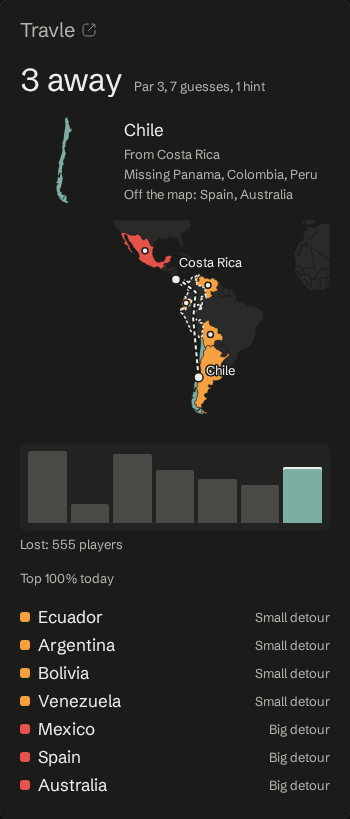 Travle
3 away Par 3, 7 guesses, 1 hint
Chile
From Costa Rica
Missing Panama, Colombia, Peru
Off the map: Spain, Australia
Costa Rica
Chile
Lost: 555 players
Top 100% today
Ecuador Small detour
Argentina Small detour
Bolivia Small detour
Venezuela Small detour
Mexico Big detour
Spain Big detour
Australia Big detour